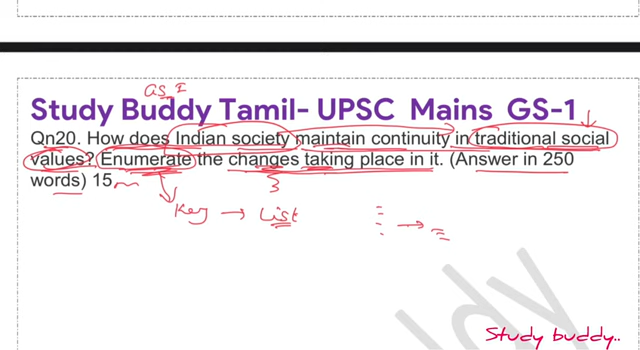 GS I
Study Buddy Tamil- UPSC Mains GS-1
Qn20. How does Indian society maintain continuity in traditional social
values? Enumerate the changes taking place in it. (Answer in 250
words) 15
Key → List
Study buddy..